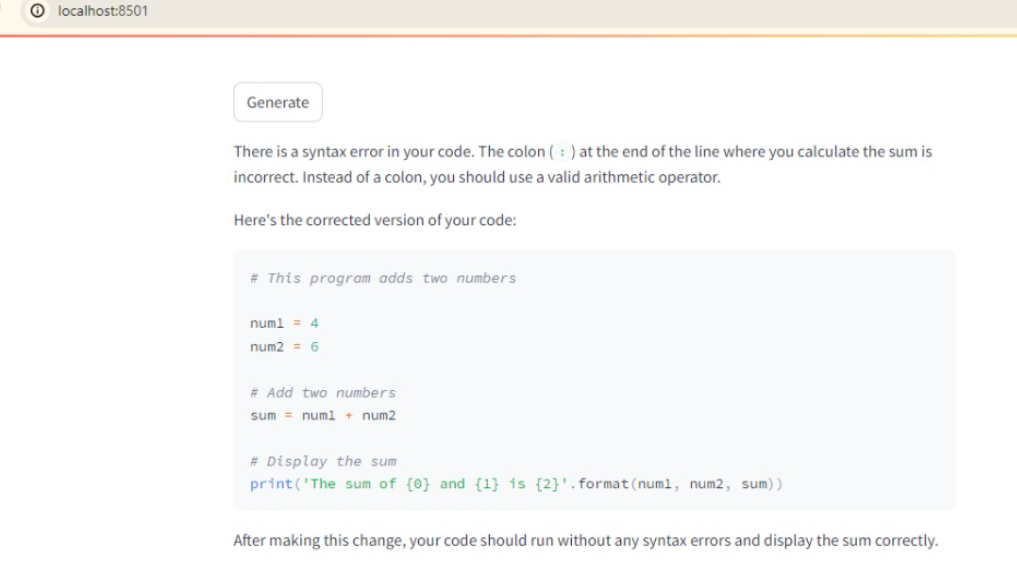 localhost:8501
Generate
There is a syntax error in your code. The colon ( : ) at the end of the line where you calculate the sum is
incorrect. Instead of a colon, you should use a valid arithmetic operator.
Here's the corrected version of your code:
# This program adds two numbers
num1 = 4
num2 = 6
# Add two numbers
sum = num1 + num2
# Display the sum
print('The sum of {0} and {1} is {2}'.format(num1, num2, sum))
After making this change, your code should run without any syntax errors and display the sum correctly.